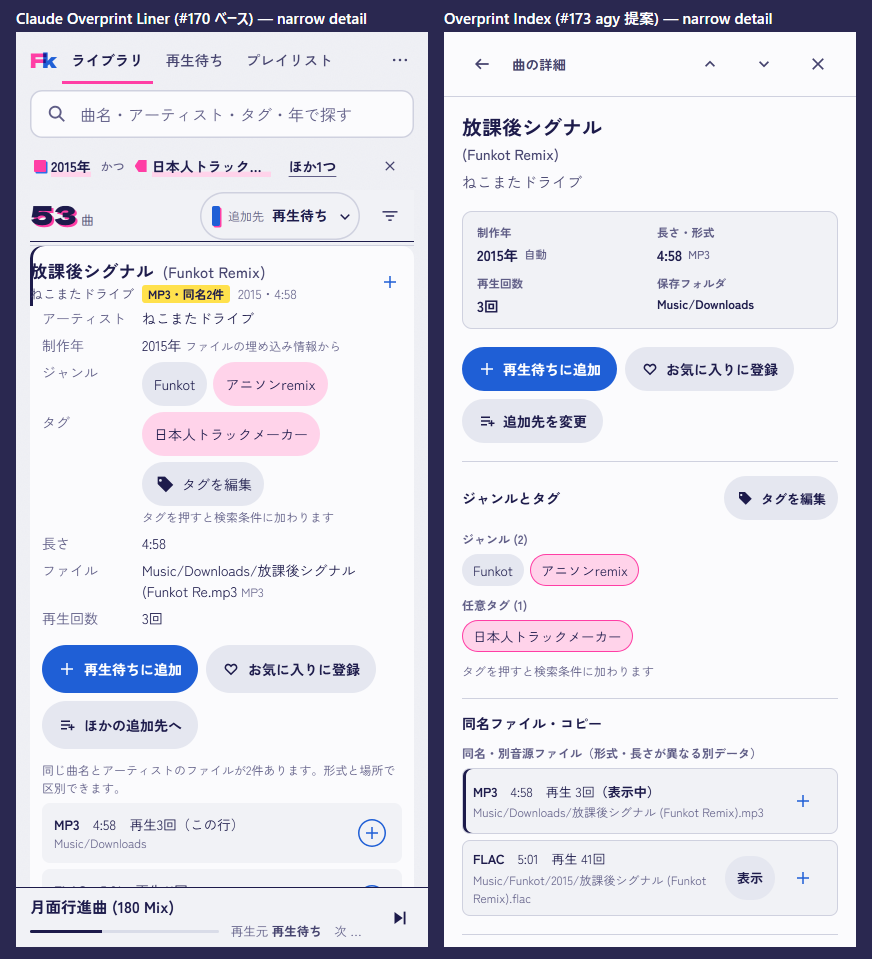 Claude Overprint Liner (#170 ベース) — narrow detail
Fk ライブラリ 再生待ち プレイリスト …
曲名・アーティスト・タグ・年で探す
2015年 かつ 日本人トラック… ほか1つ
53 曲 追加先 再生待ち
放課後シグナル (Funkot Remix)
ねこまたドライブ MP3・同名2件 2015・4:58
アーティスト ねこまたドライブ
制作年 2015年 ファイルの埋め込み情報から
ジャンル Funkot アニソンremix
タグ 日本人トラックメーカー
タグを編集
タグを押すと検索条件に加わります
長さ 4:58
ファイル Music/Downloads/放課後シグナル
(Funkot Re.mp3 MP3
再生回数 3回
再生待ちに追加 お気に入りに登録
ほかの追加先へ
同じ曲名とアーティストのファイルが2件あります。形式と場所で
区別できます。
MP3 4:58 再生3回（この行）
Music/Downloads
月面行進曲 (180 Mix)
再生元 再生待ち 次 …
Overprint Index (#173 agy 提案) — narrow detail
曲の詳細
放課後シグナル
(Funkot Remix)
ねこまたドライブ
制作年 長さ・形式
2015年 自動 4:58 MP3
再生回数 保存フォルダ
3回 Music/Downloads
再生待ちに追加 お気に入りに登録
追加先を変更
ジャンルとタグ タグを編集
ジャンル (2)
Funkot アニソンremix
任意タグ (1)
日本人トラックメーカー
タグを押すと検索条件に加わります
同名ファイル・コピー
同名・別音源ファイル（形式・長さが異なる別データ）
MP3 4:58 再生 3回（表示中）
Music/Downloads/放課後シグナル (Funkot Remix).mp3
FLAC 5:01 再生 41回
Music/Funkot/2015/放課後シグナル (Funkot
Remix).flac
表示